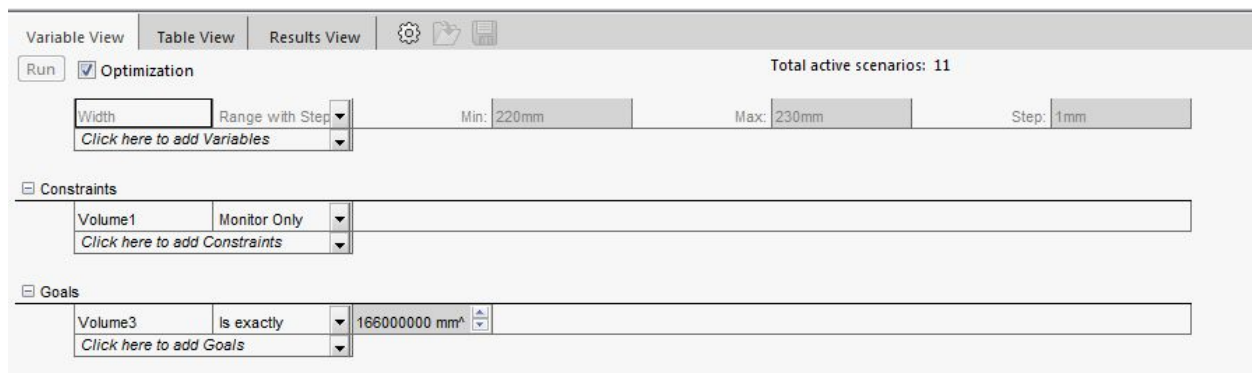 Variable View Table View Results View
Run Optimization Total active scenarios: 11
Width Range with Step Min: 220mm Max: 230mm Step: 1mm
Click here to add Variables
Constraints
Volume1 Monitor Only
Click here to add Constraints
Goals
Volume3 Is exactly 166000000 mm^
Click here to add Goals